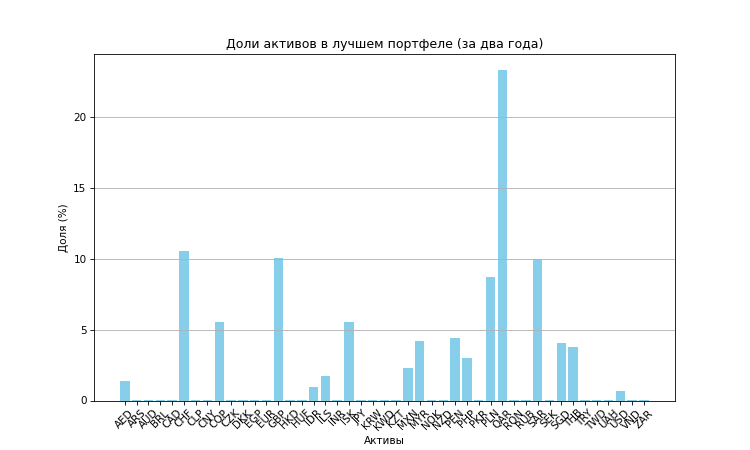 Доли активов в лучшем портфеле (за два года)
Доля (%)
20
15
10
5
0
AED
ARS
AUD
BRL
CAD
CHF
CLP
CNY
COP
CZK
DKK
EGP
EUR
GBP
HKD
HUF
IDR
ILS
INR
ISK
JPY
KRW
KWD
KZT
MXN
MYR
NOK
NZD
PEN
PHP
PKR
PLN
QAR
RON
RUB
SAR
SEK
SGD
THB
TRY
TWD
UAH
USD
VND
ZAR
Активы